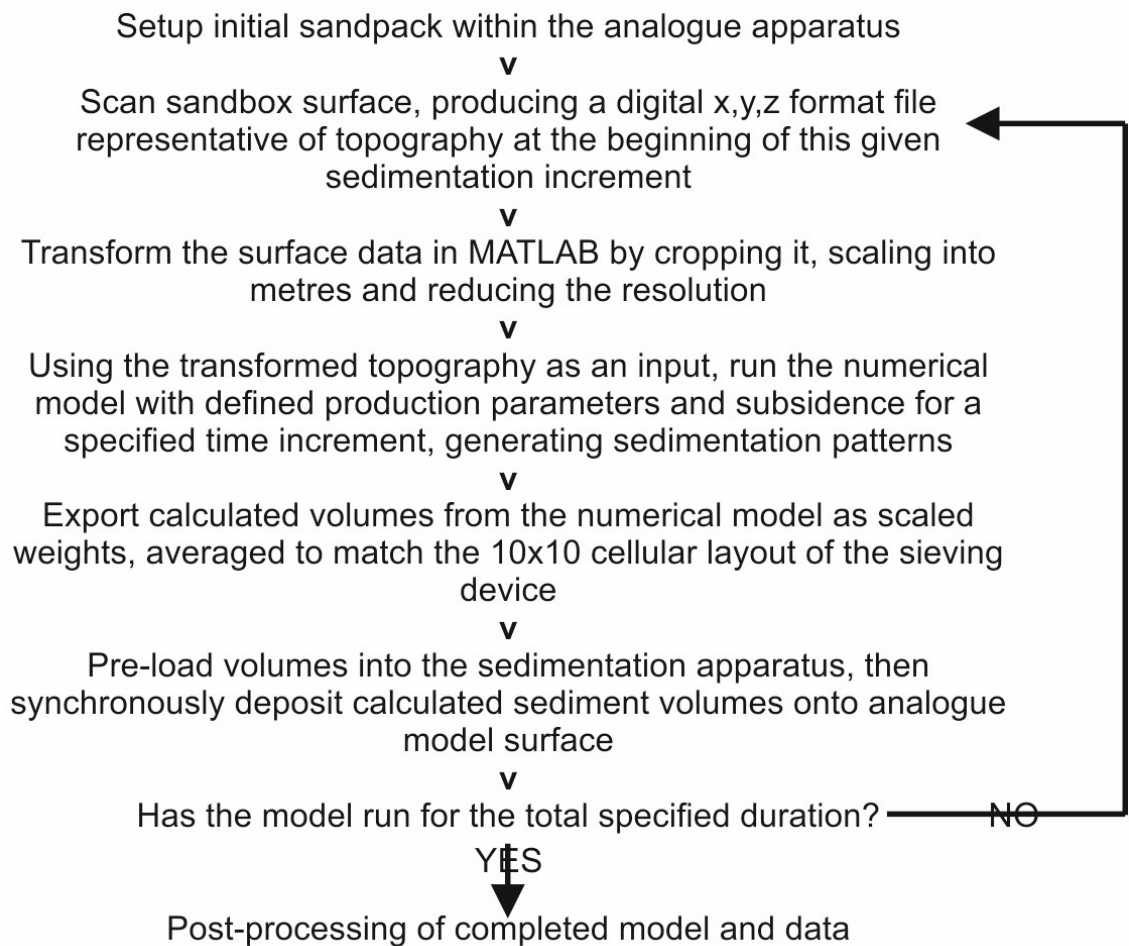 Setup initial sandpack within the analogue apparatus
v
Scan sandbox surface, producing a digital x,y,z format file
representative of topography at the beginning of this given
sedimentation increment
v
Transform the surface data in MATLAB by cropping it, scaling into
metres and reducing the resolution
v
Using the transformed topography as an input, run the numerical
model with defined production parameters and subsidence for a
specified time increment, generating sedimentation patterns
v
Export calculated volumes from the numerical model as scaled
weights, averaged to match the 10x10 cellular layout of the sieving
device
v
Pre-load volumes into the sedimentation apparatus, then
synchronously deposit calculated sediment volumes onto analogue
model surface
v
Has the model run for the total specified duration? NO
YES
Post-processing of completed model and data